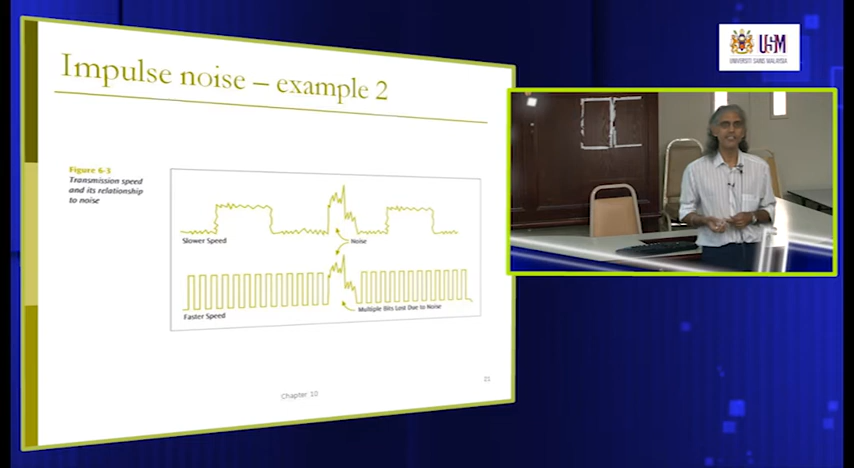 Impulse noise – example 2
Figure 6-3
Transmission speed
and its relationship
to noise
Slower Speed
Noise
Faster Speed
Multiple Bits Lost Due to Noise
Chapter 10
21
USM
UNIVERSITI SAINS MALAYSIA